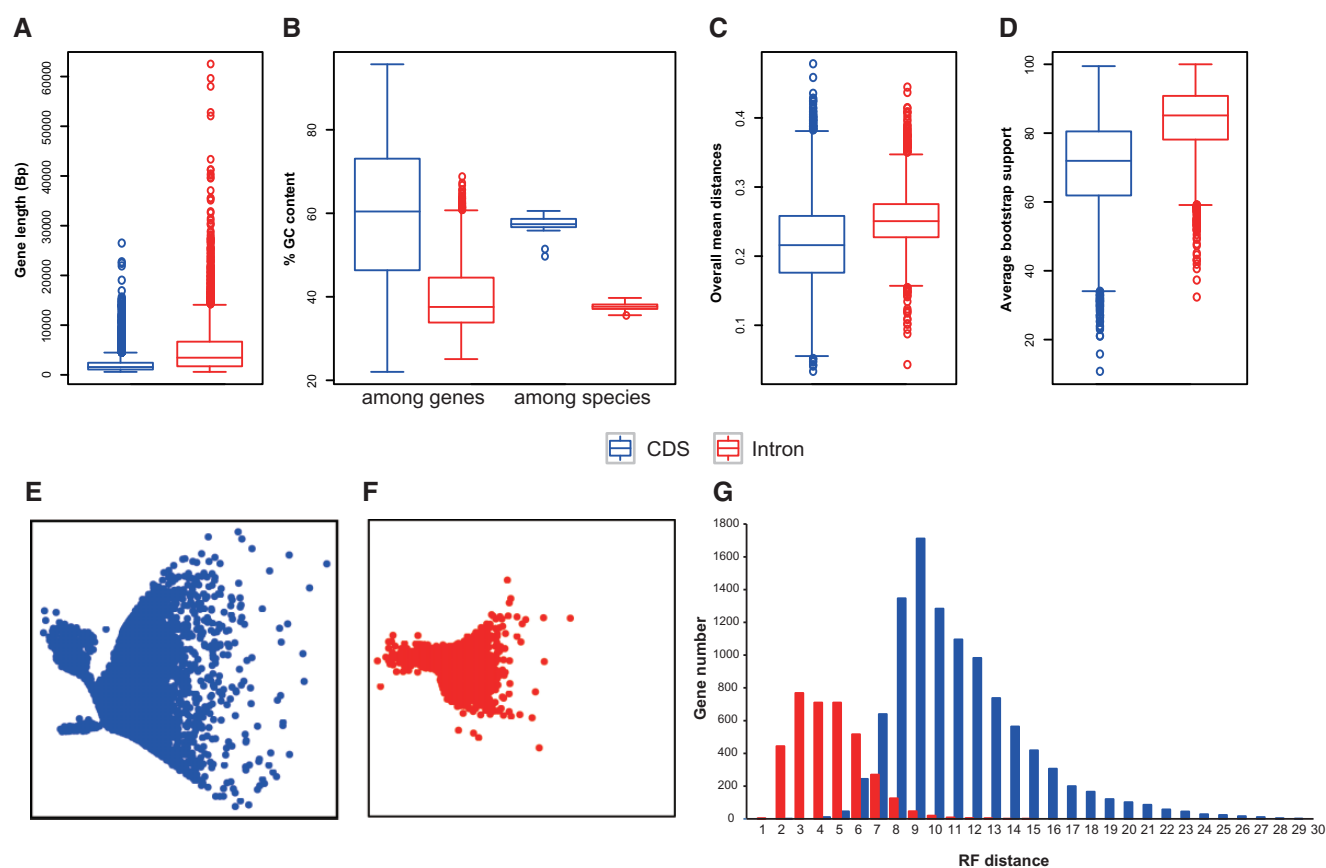 A
B
C
D
Gene length (Bp)
60000
50000
40000
30000
20000
10000
0
% GC content
80
60
40
20
among genes
among species
Overall mean distances
0.4
0.3
0.2
0.1
Average bootstrap support
100
80
60
40
20
CDS
Intron
E
F
G
Gene number
1800
1600
1400
1200
1000
800
600
400
200
0
1 2 3 4 5 6 7 8 9 10 11 12 13 14 15 16 17 18 19 20 21 22 23 24 25 26 27 28 29 30
RF distance